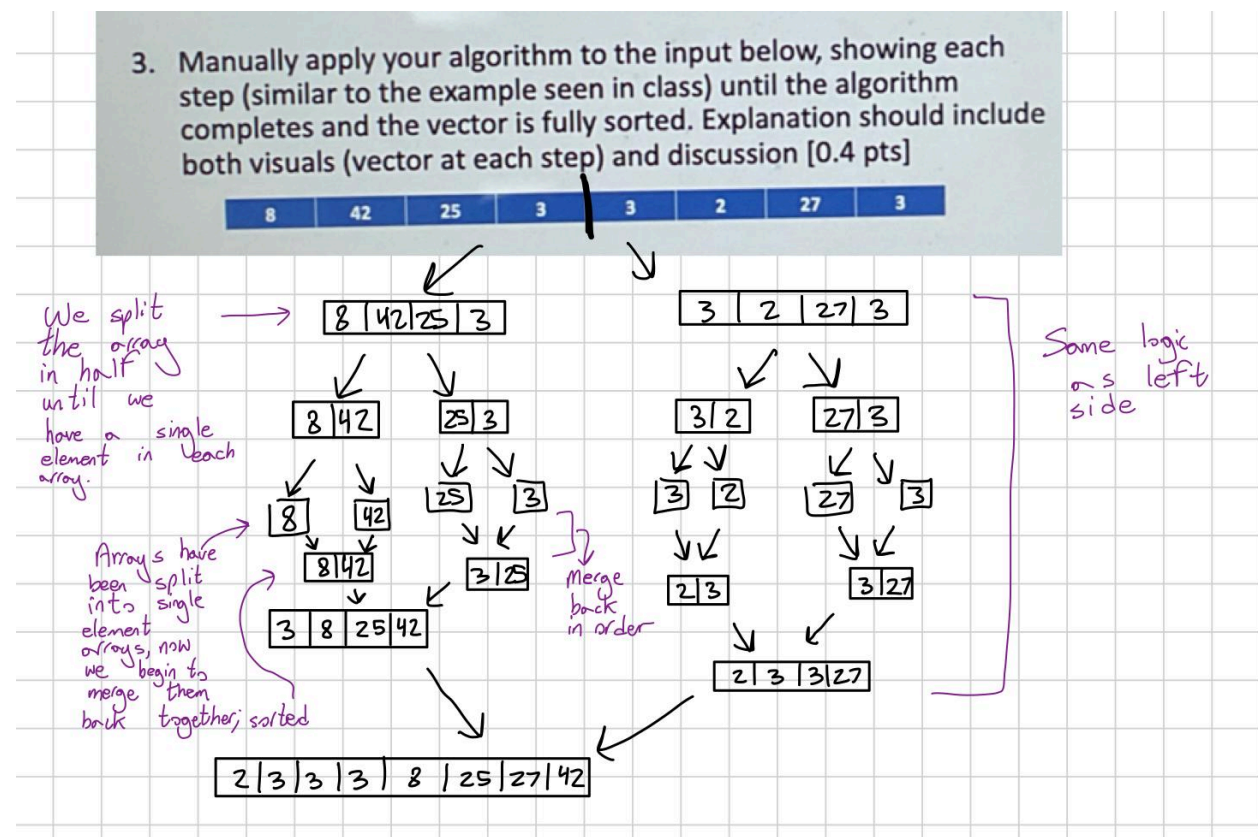 3. Manually apply your algorithm to the input below, showing each
step (similar to the example seen in class) until the algorithm
completes and the vector is fully sorted. Explanation should include
both visuals (vector at each step) and discussion [0.4 pts]
8 42 25 3 3 2 27 3
We split
the array
in half
until we
have a single
element in each
array.
8 42 25 3
3 2 27 3
Same logic
as left
side
8 42
25 3
3 2
27 3
8
42
25
3
3
2
27
3
Arrays have
been split
into single
element
arrays, now
we begin to
merge them
back together; sorted
8 42
3 25
Merge
back
in order
2 3
3 27
3 8 25 42
2 3 3 27
2 3 3 3 8 25 27 42